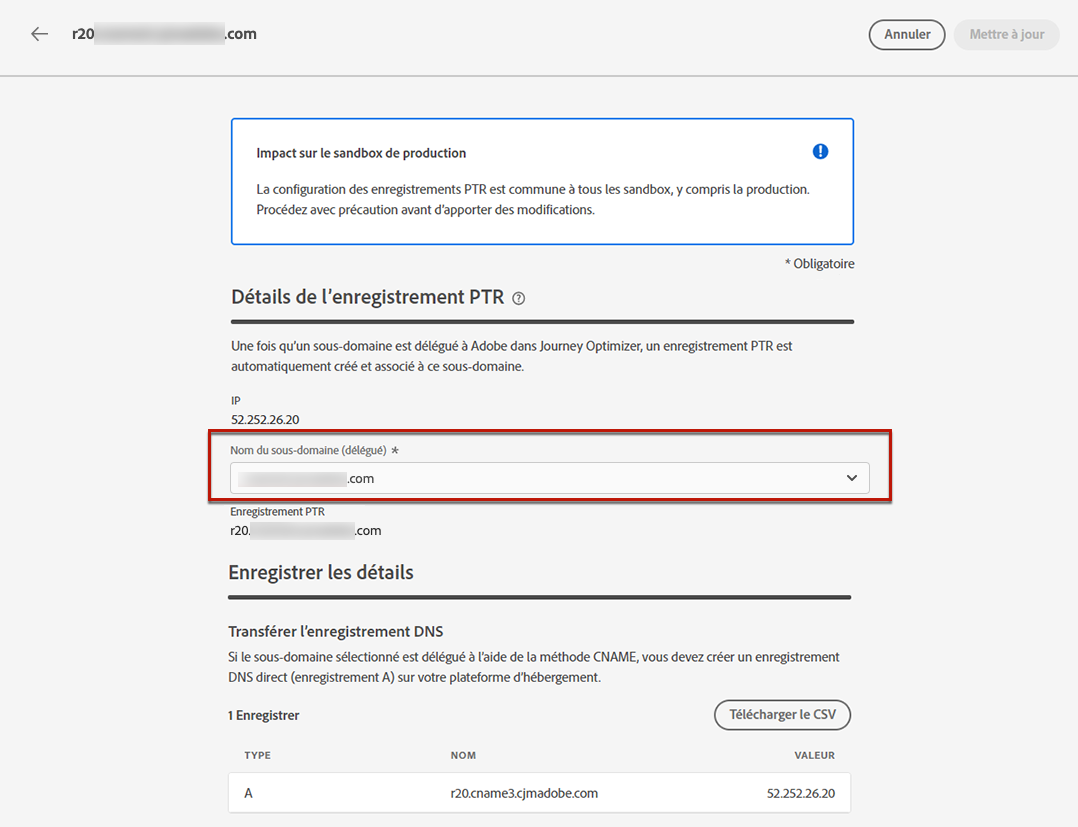 r20 .com
Annuler
Mettre à jour
Impact sur le sandbox de production
La configuration des enregistrements PTR est commune à tous les sandbox, y compris la production.
Procédez avec précaution avant d’apporter des modifications.
* Obligatoire
Détails de l’enregistrement PTR
Une fois qu’un sous-domaine est délégué à Adobe dans Journey Optimizer, un enregistrement PTR est
automatiquement créé et associé à ce sous-domaine.
IP
52.252.26.20
Nom du sous-domaine (délégué) *
.com
Enregistrement PTR
r20. .com
Enregistrer les détails
Transférer l’enregistrement DNS
Si le sous-domaine sélectionné est délégué à l’aide de la méthode CNAME, vous devez créer un enregistrement
DNS direct (enregistrement A) sur votre plateforme d’hébergement.
1 Enregistrer
Télécharger le CSV
TYPE NOM VALEUR
A r20.cname3.cjmadobe.com 52.252.26.20